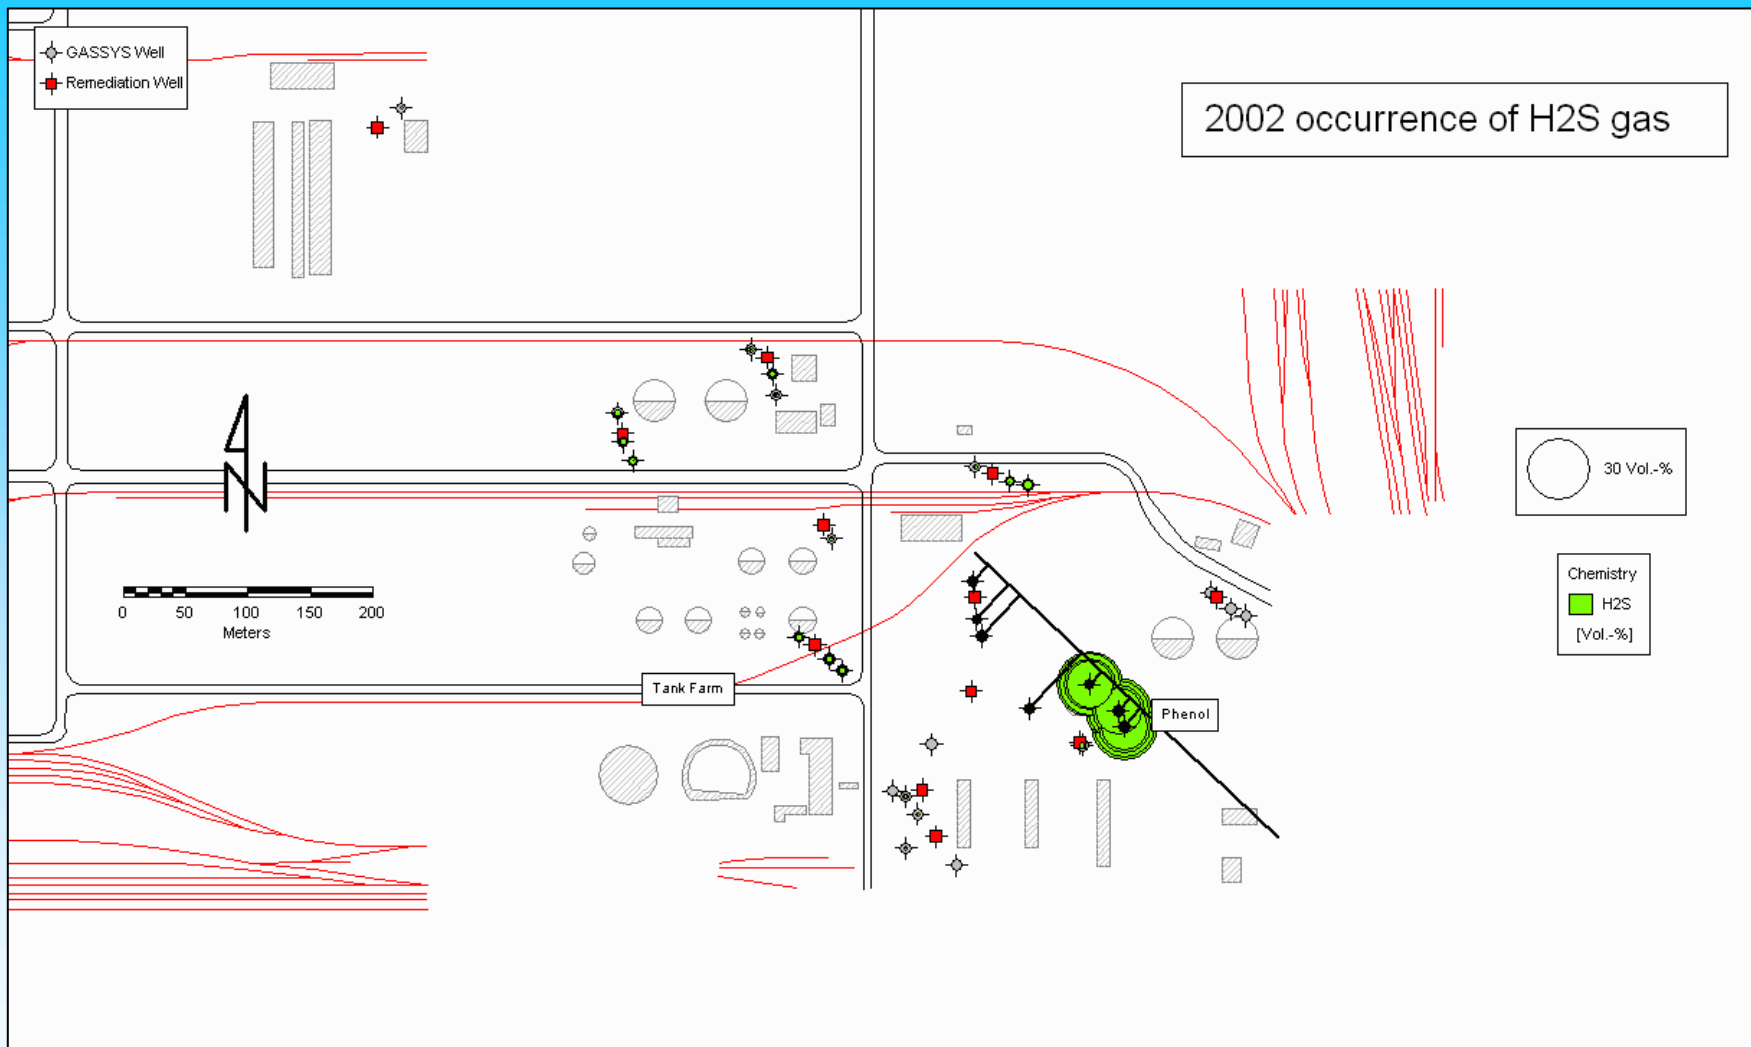 GASSYS Well
Remediation Well
2002 occurrence of H2S gas
30 Vol.-%
Chemistry
H2S
[Vol.-%]
N
0 50 100 150 200
Meters
Tank Farm
Phenol